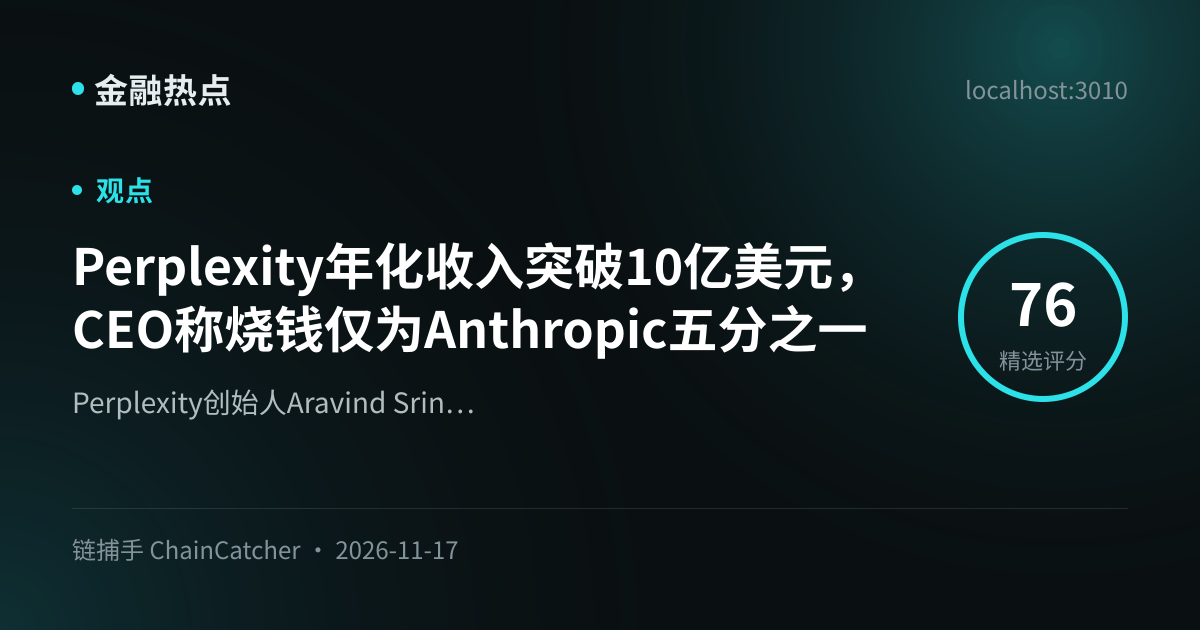 金融热点
localhost:3010
观点
Perplexity年化收入突破10亿美元，
CEO称烧钱仅为Anthropic五分之一
76
精选评分
Perplexity创始人Aravind Srin…
链捕手 ChainCatcher · 2026-11-17